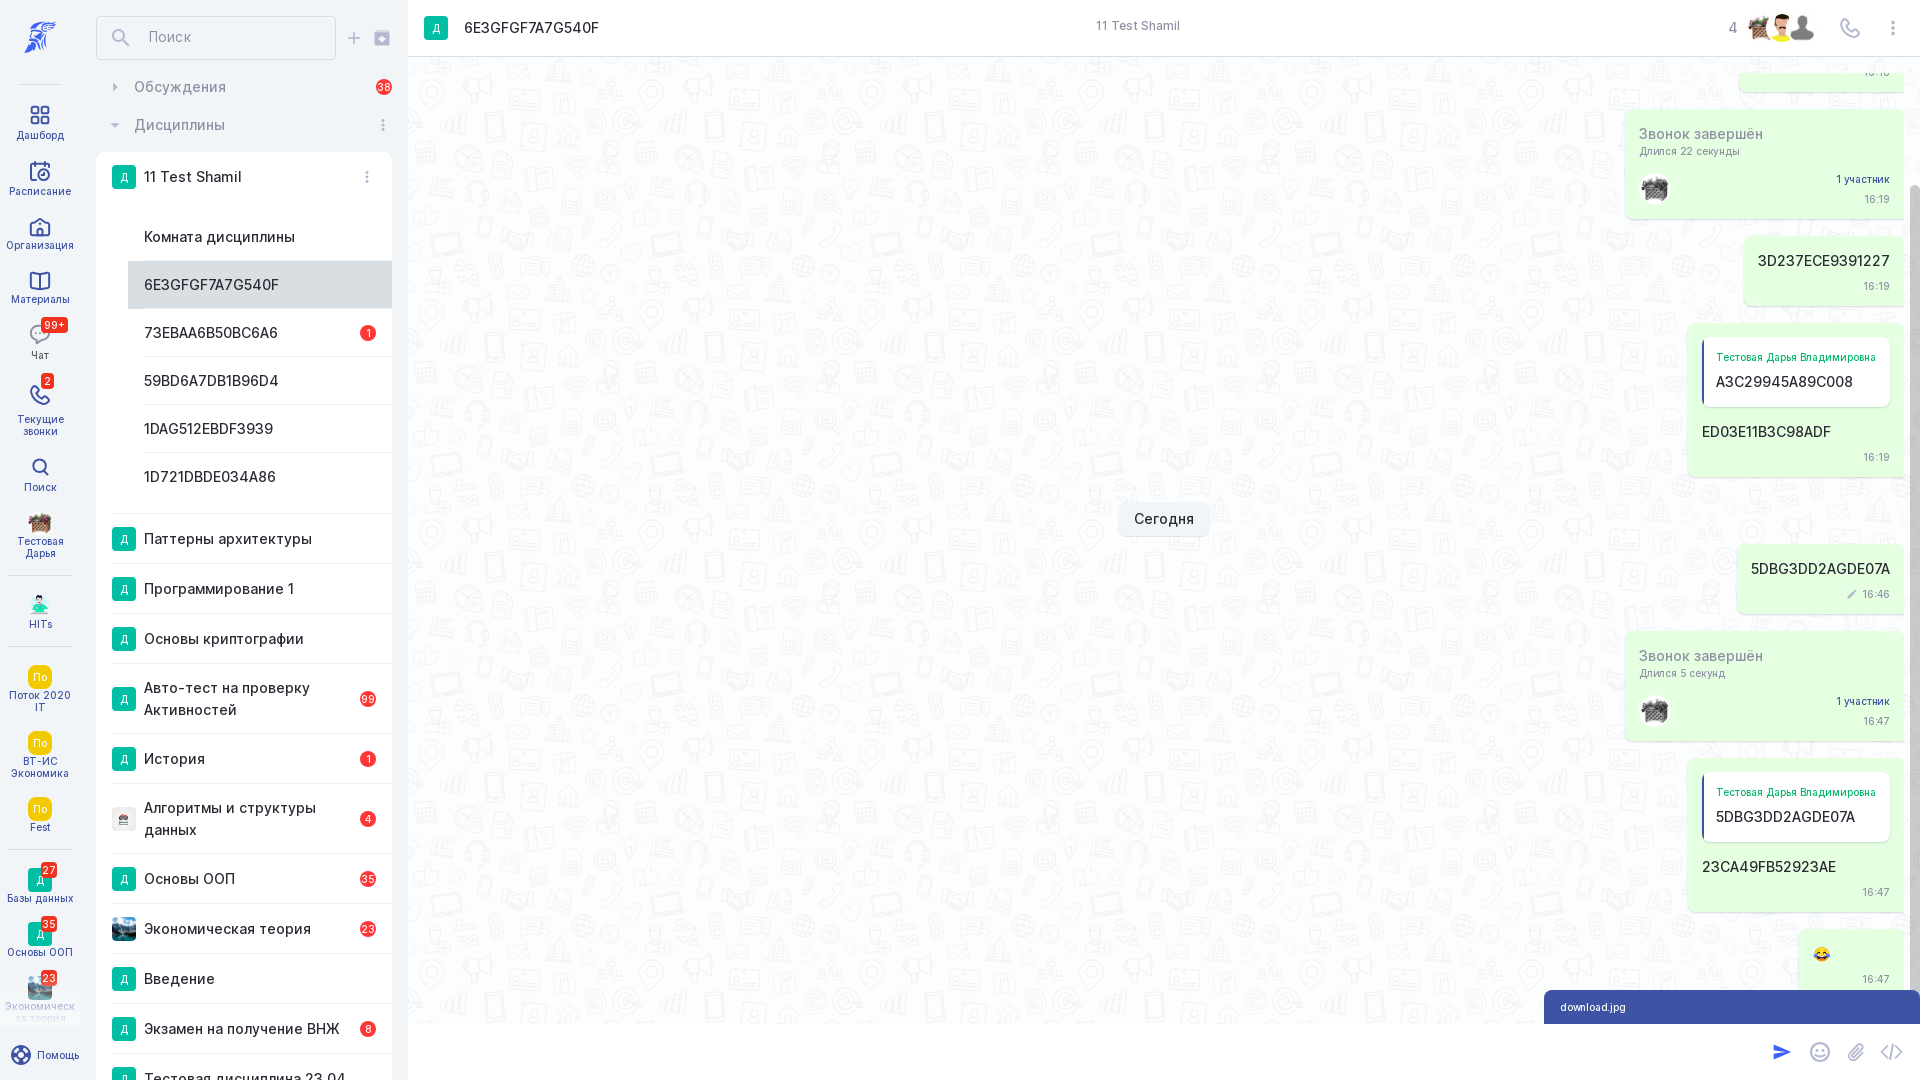 Дашборд
Расписание
Организация
Материалы
99+
Чат
2
Текущие
звонки
Поиск
Тестовая
Дарья
HITs
По
Поток 2020
IT
По
ВТ-ИС
Экономика
По
Fest
27
Д
Базы данных
35
Д
Основы ООП
23
Экономическ
ая теория
Помощь
Поиск
Обсуждения
38
Дисциплины
Д
11 Test Shamil
Комната дисциплины
6E3GFGF7A7G540F
73EBAA6B50BC6A6
1
59BD6A7DB1B96D4
1DAG512EBDF3939
1D721DBDE034A86
Д
Паттерны архитектуры
Д
Программирование 1
Д
Основы криптографии
Д
Авто-тест на проверку
Активностей
99
Д
История
1
Алгоритмы и структуры
данных
4
Д
Основы ООП
35
Экономическая теория
23
Д
Введение
Д
Экзамен на получение ВНЖ
8
Д
Тестовая дисциплина 23.04
Д
6E3GFGF7A7G540F
11 Test Shamil
4
Звонок завершён
Длился 22 секунды
1 участник
16:19
3D237ECE9391227
16:19
Тестовая Дарья Владимировна
A3C29945A89C008
ED03E11B3C98ADF
16:19
Сегодня
5DBG3DD2AGDE07A
16:46
Звонок завершён
Длился 5 секунд
1 участник
16:47
Тестовая Дарья Владимировна
5DBG3DD2AGDE07A
23CA49FB52923AE
16:47
😂
16:47
download.jpg